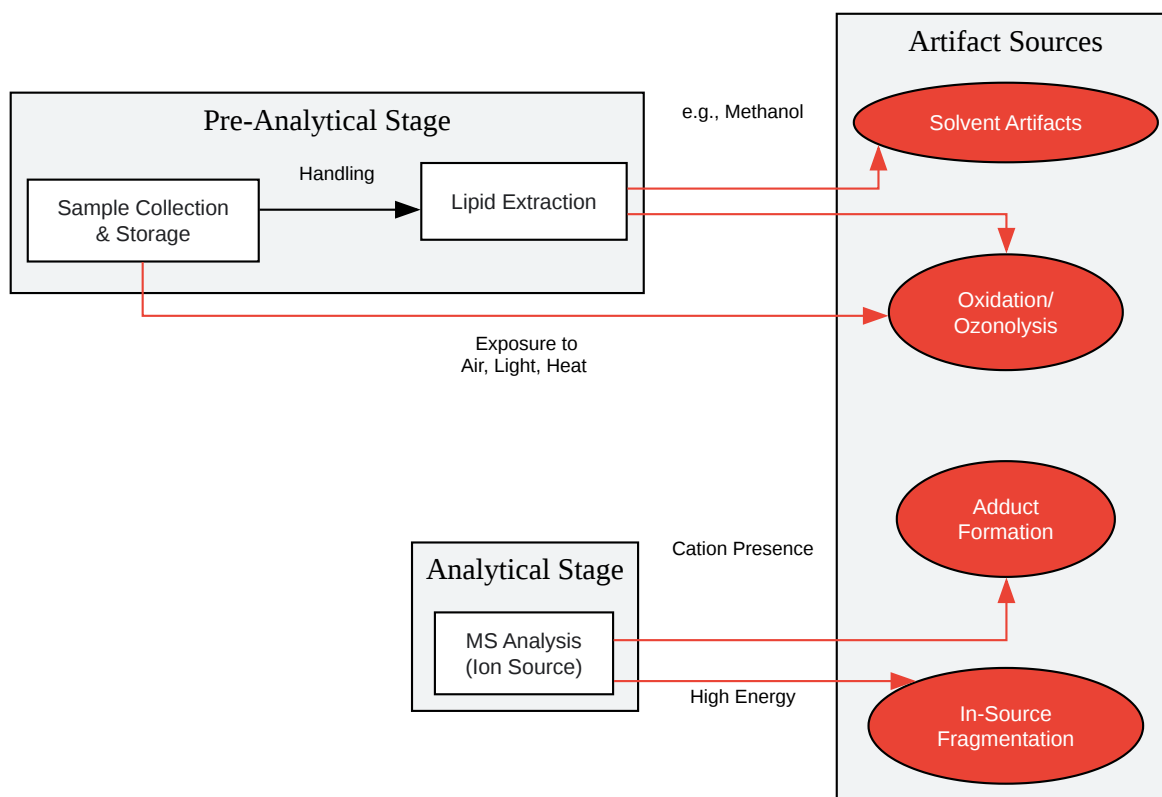 Artifact Sources
Pre-Analytical Stage
e.g., Methanol
Solvent Artifacts
Handling
Sample Collection
& Storage
Lipid Extraction
Oxidation/
Ozonolysis
Exposure to
Air, Light, Heat
Adduct
Formation
Cation Presence
Analytical Stage
MS Analysis
(Ion Source)
High Energy
In-Source
Fragmentation